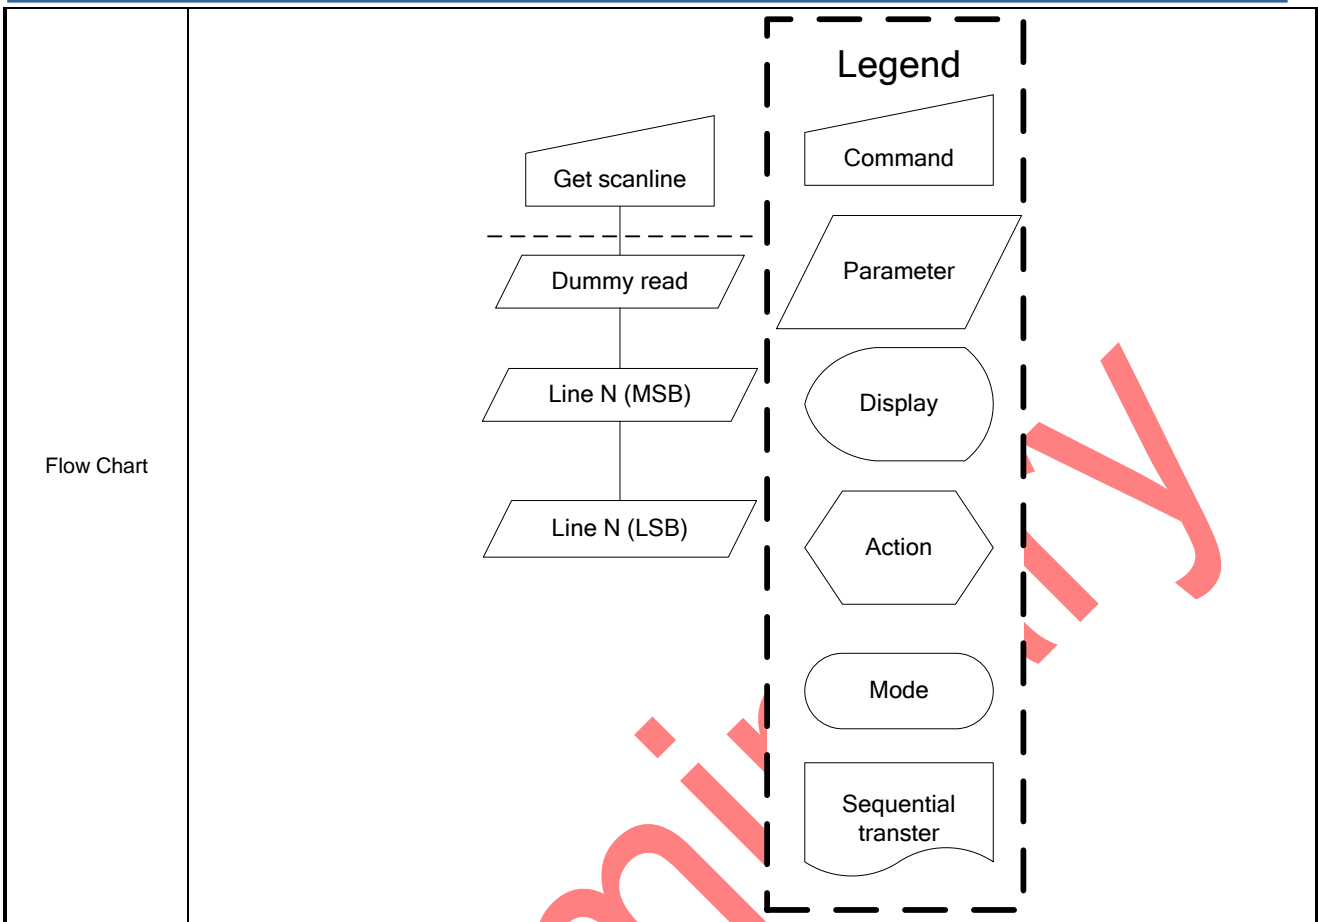 Flow Chart
Get scanline
Dummy read
Line N (MSB)
Line N (LSB)
Legend
Command
Parameter
Display
Action
Mode
Sequential
transter